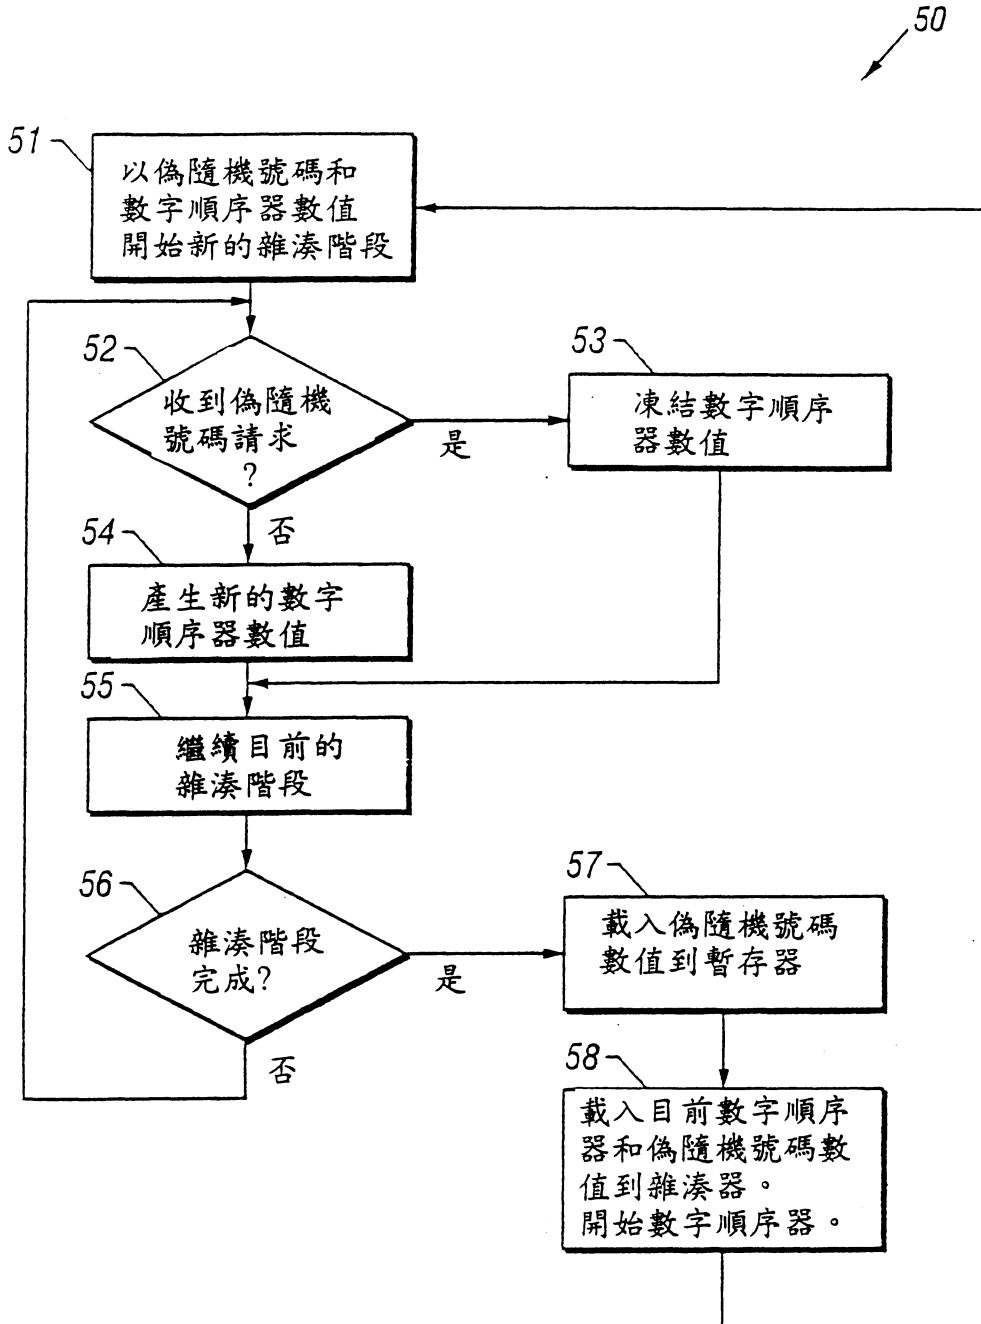 50
51
以偽隨機號碼和
數字順序器數值
開始新的雜湊階段
52
收到偽隨機
號碼請求
?
是
53
凍結數字順序
器數值
否
54
產生新的數字
順序器數值
55
繼續目前的
雜湊階段
56
雜湊階段
完成?
是
57
載入偽隨機號碼
數值到暫存器
否
58
載入目前數字順序
器和偽隨機號碼數
值到雜湊器。
開始數字順序器。